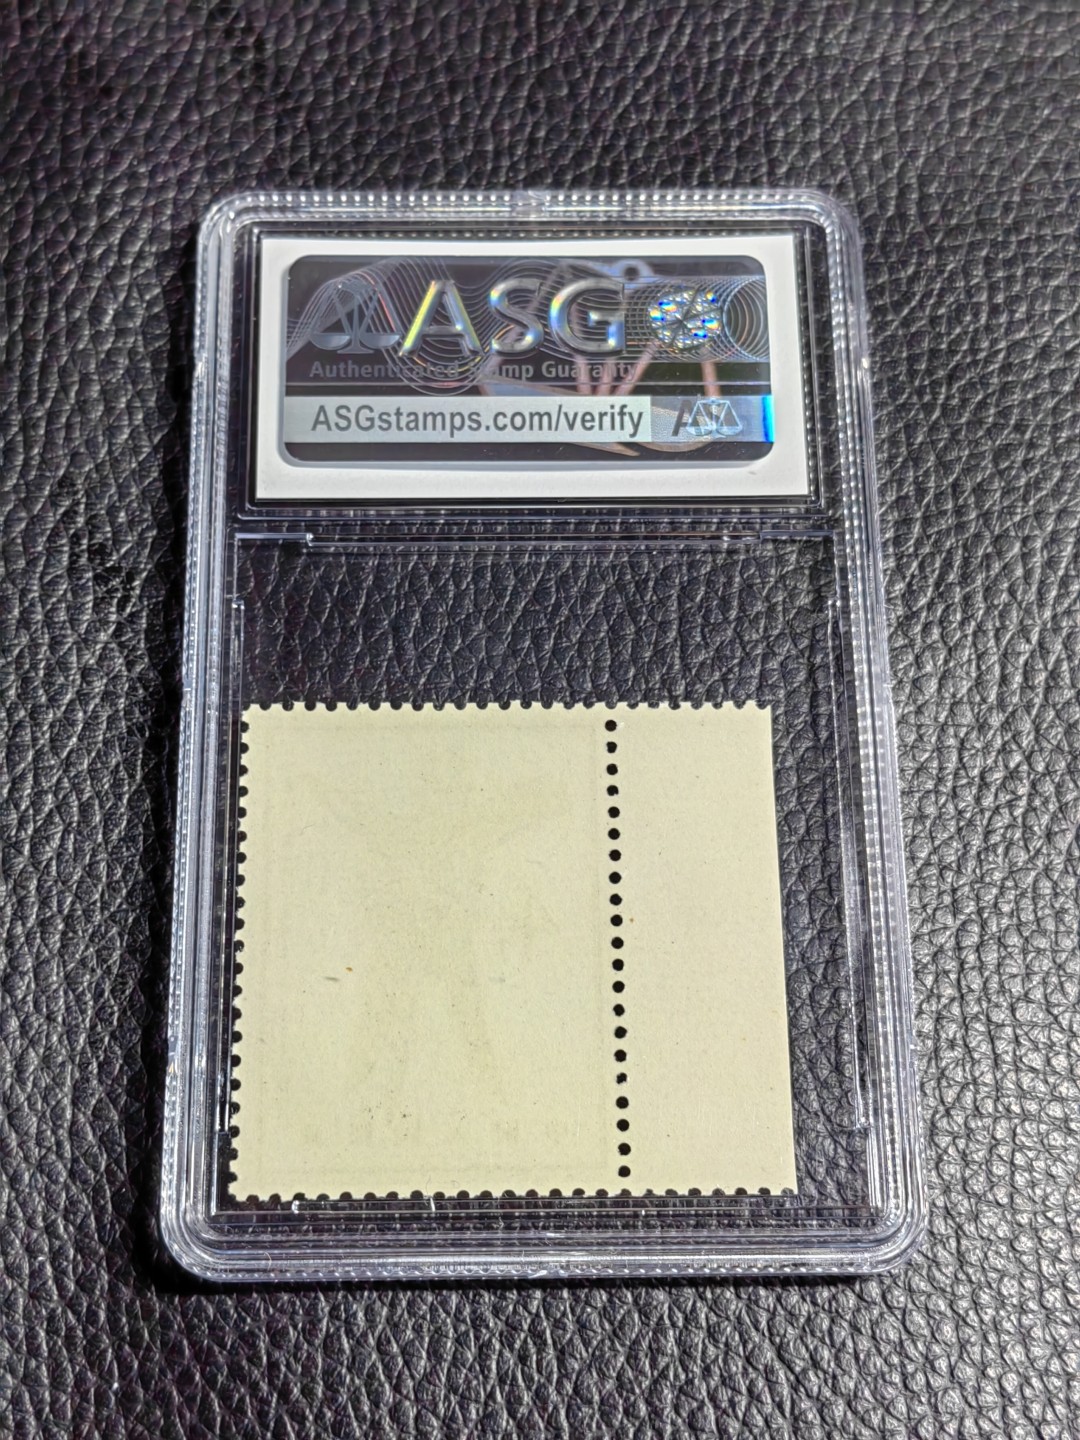 ASG
Authenticated Stamp Guaranty
ASGstamps.com/verify